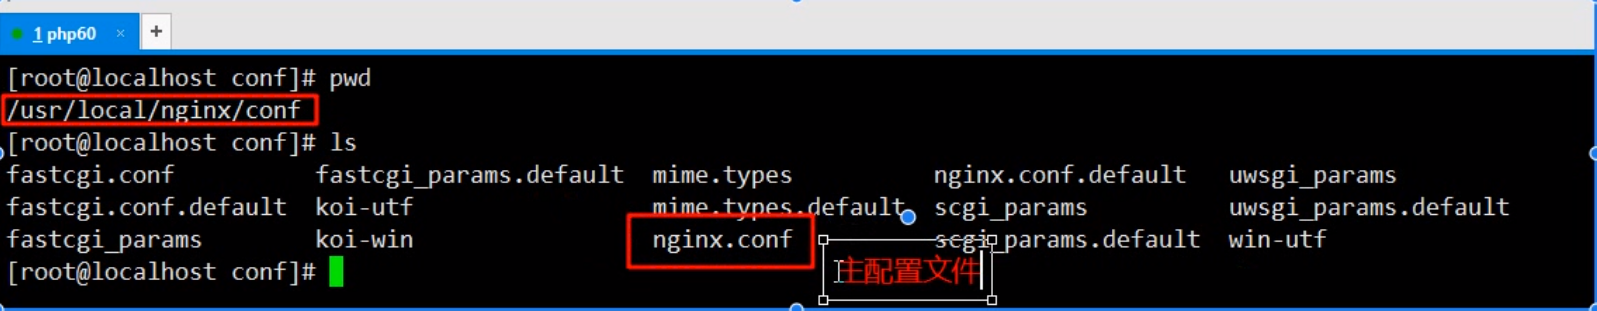 1 php60 × +
[root@localhost conf]# pwd
/usr/local/nginx/conf
[root@localhost conf]# ls
fastcgi.conf fastcgi_params.default mime.types nginx.conf.default uwsgi_params
fastcgi.conf.default koi-utf mime.types.default scgi_params uwsgi_params.default
fastcgi_params koi-win nginx.conf scgi_params.default win-utf
[root@localhost conf]#
主配置文件